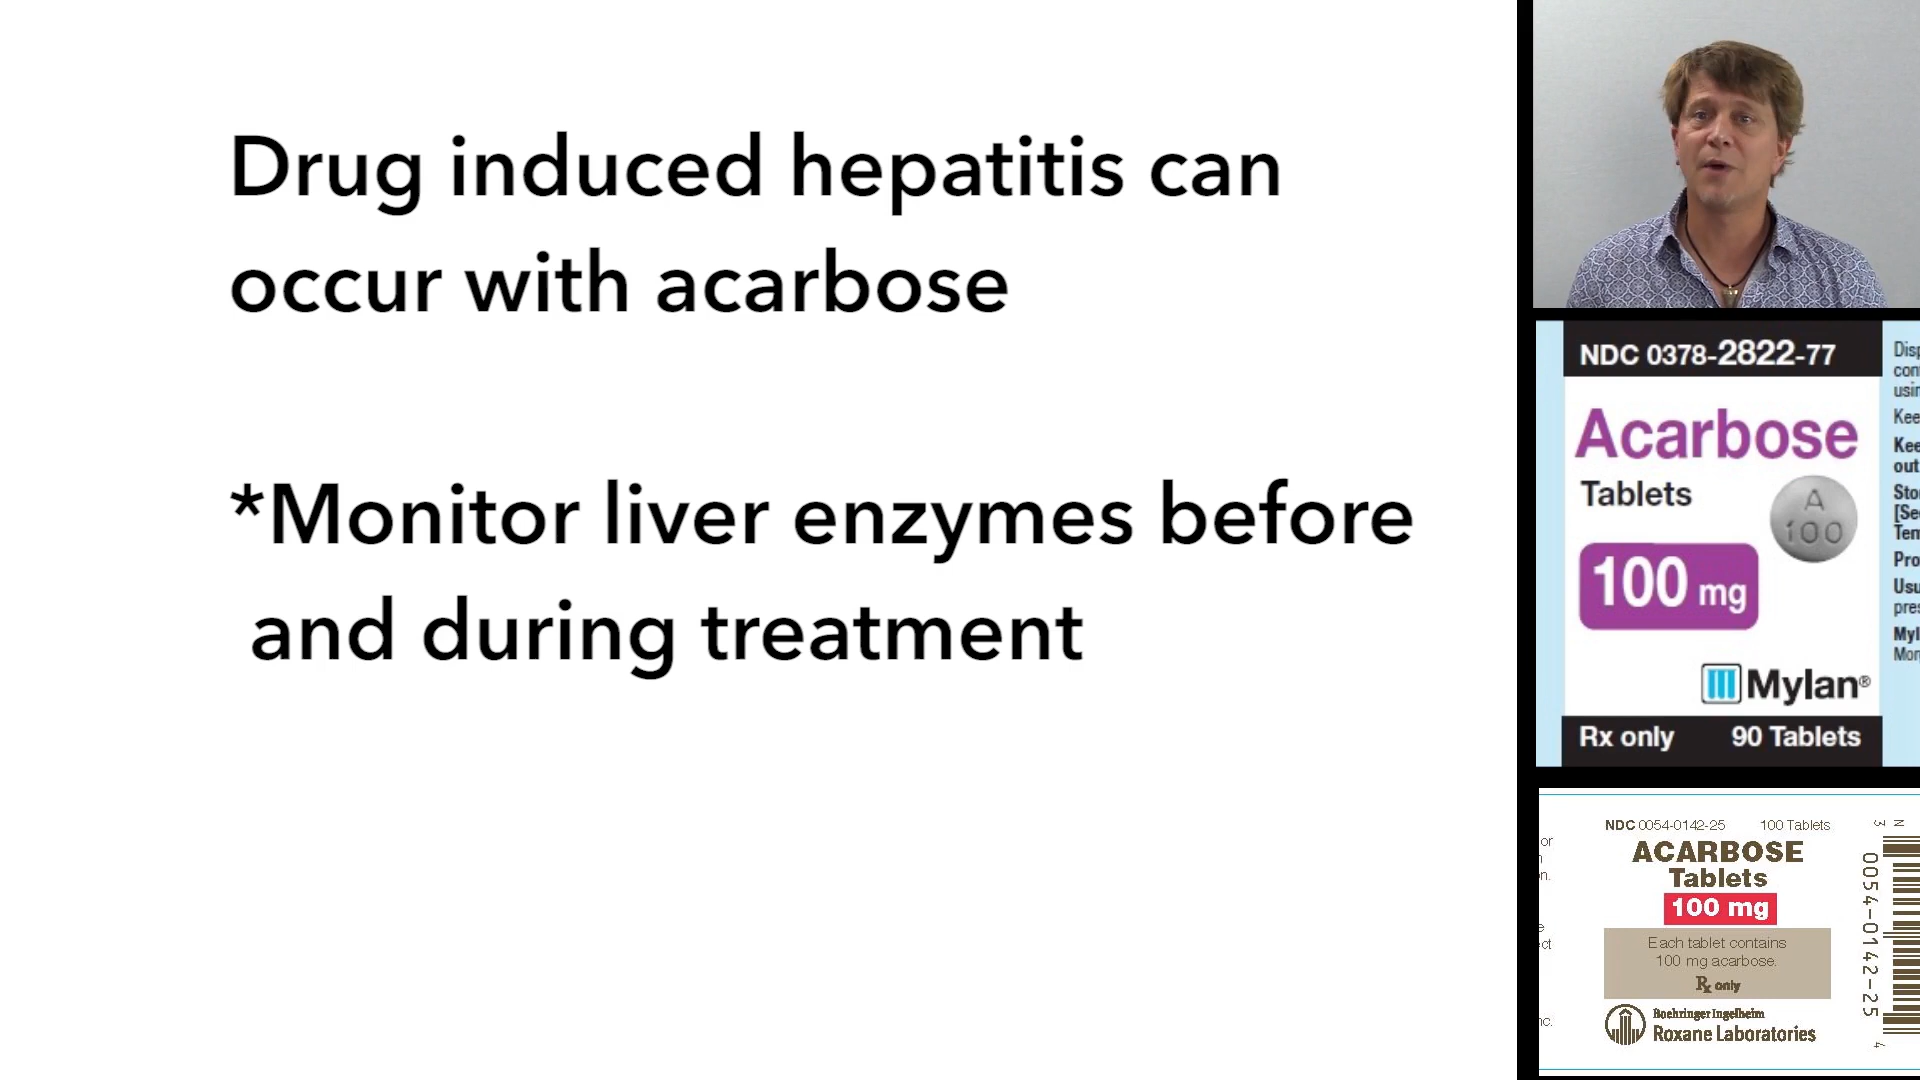 Drug induced hepatitis can
occur with acarbose
*Monitor liver enzymes before
and during treatment
NDC 0378-2822-77
Acarbose
Tablets
A
100
100 mg
Mylan®
Rx only 90 Tablets
NDC 0054-0142-25 100 Tablets
ACARBOSE
Tablets
100 mg
Each tablet contains
100 mg acarbose.
Rx only
Boehringer Ingelheim
Roxane Laboratories
N
3
0054-0142-25
4